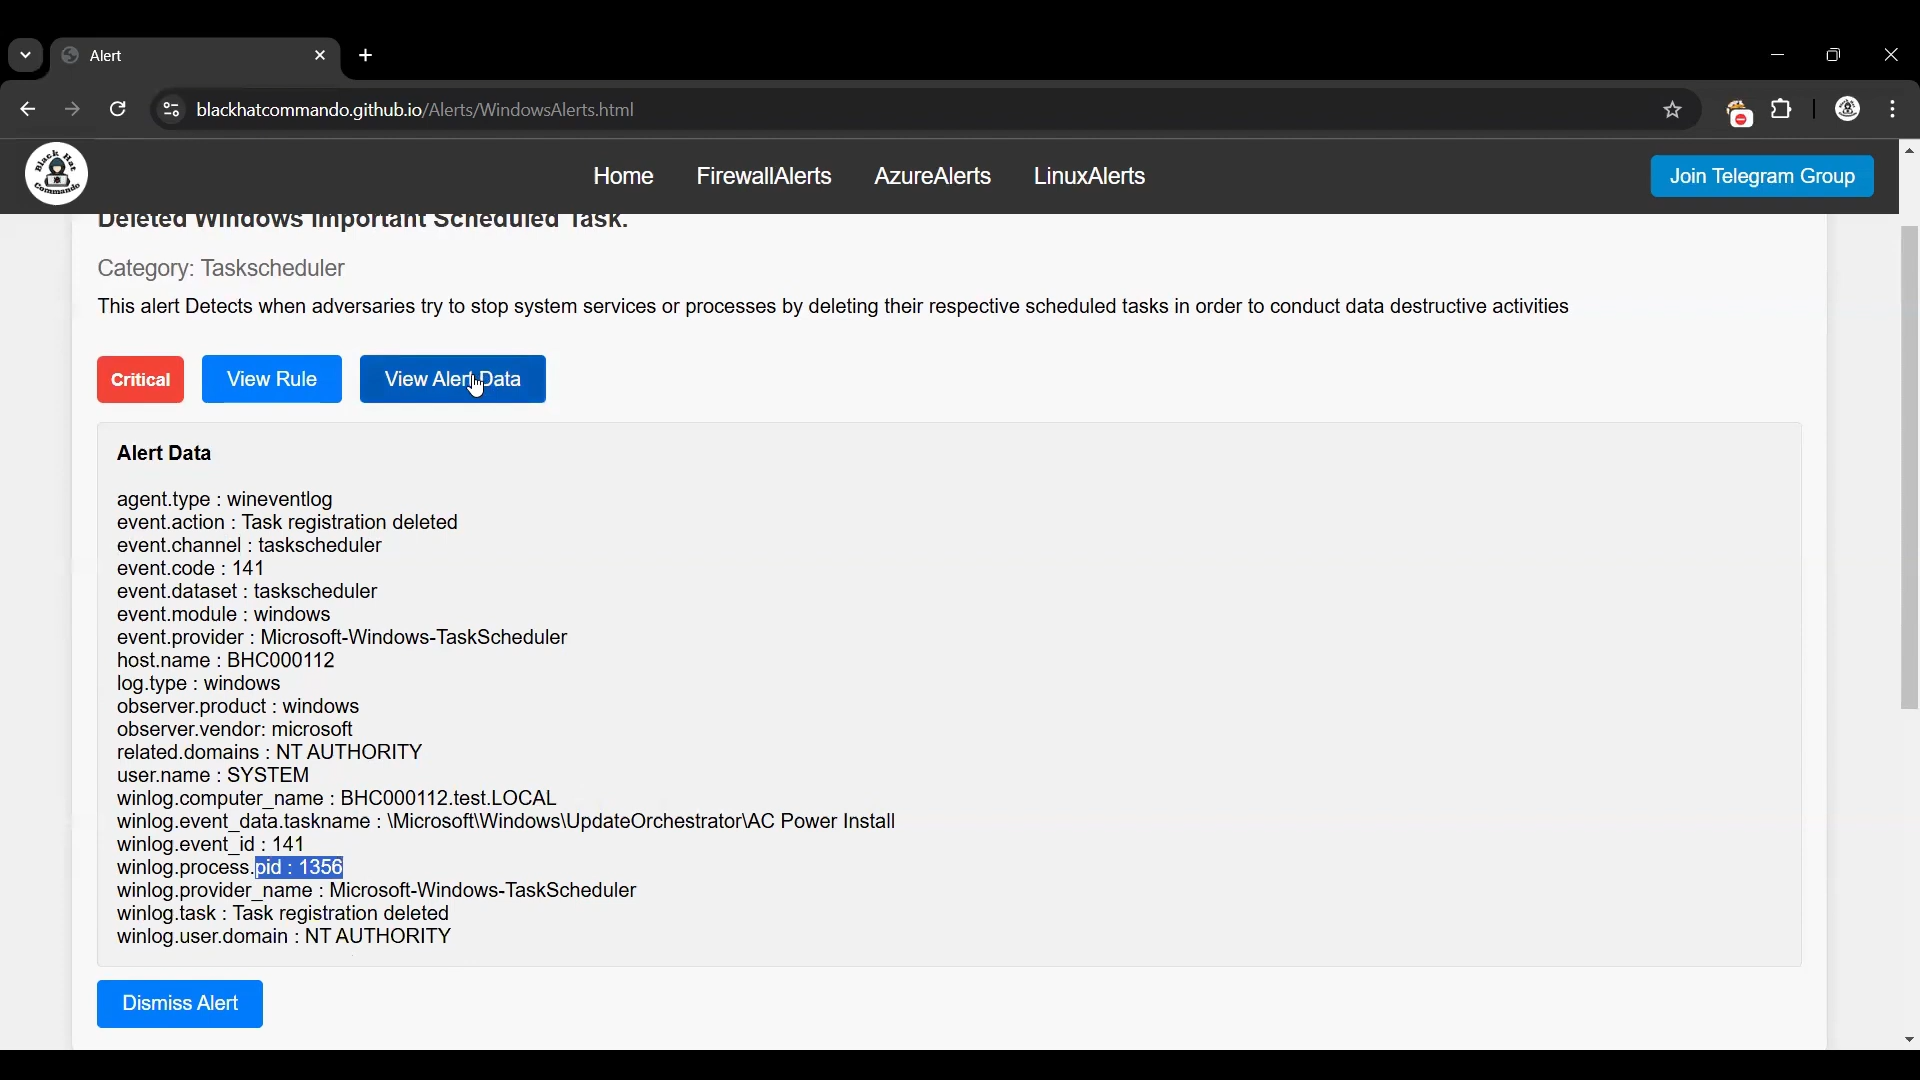 Alert
blackhatcommando.github.io/Alerts/WindowsAlerts.html
Black Hat
Commando
Home
FirewallAlerts
AzureAlerts
LinuxAlerts
Join Telegram Group
Deleted Windows Important Scheduled Task.
Category: Taskscheduler
This alert Detects when adversaries try to stop system services or processes by deleting their respective scheduled tasks in order to conduct data destructive activities
Critical
View Rule
View Alert Data
Alert Data
agent.type : wineventlog
event.action : Task registration deleted
event.channel : taskscheduler
event.code : 141
event.dataset : taskscheduler
event.module : windows
event.provider : Microsoft-Windows-TaskScheduler
host.name : BHC000112
log.type : windows
observer.product : windows
observer.vendor: microsoft
related.domains : NT AUTHORITY
user.name : SYSTEM
winlog.computer_name : BHC000112.test.LOCAL
winlog.event_data.taskname : \Microsoft\Windows\UpdateOrchestrator\AC Power Install
winlog.event_id : 141
winlog.process.pid : 1356
winlog.provider_name : Microsoft-Windows-TaskScheduler
winlog.task : Task registration deleted
winlog.user.domain : NT AUTHORITY
Dismiss Alert